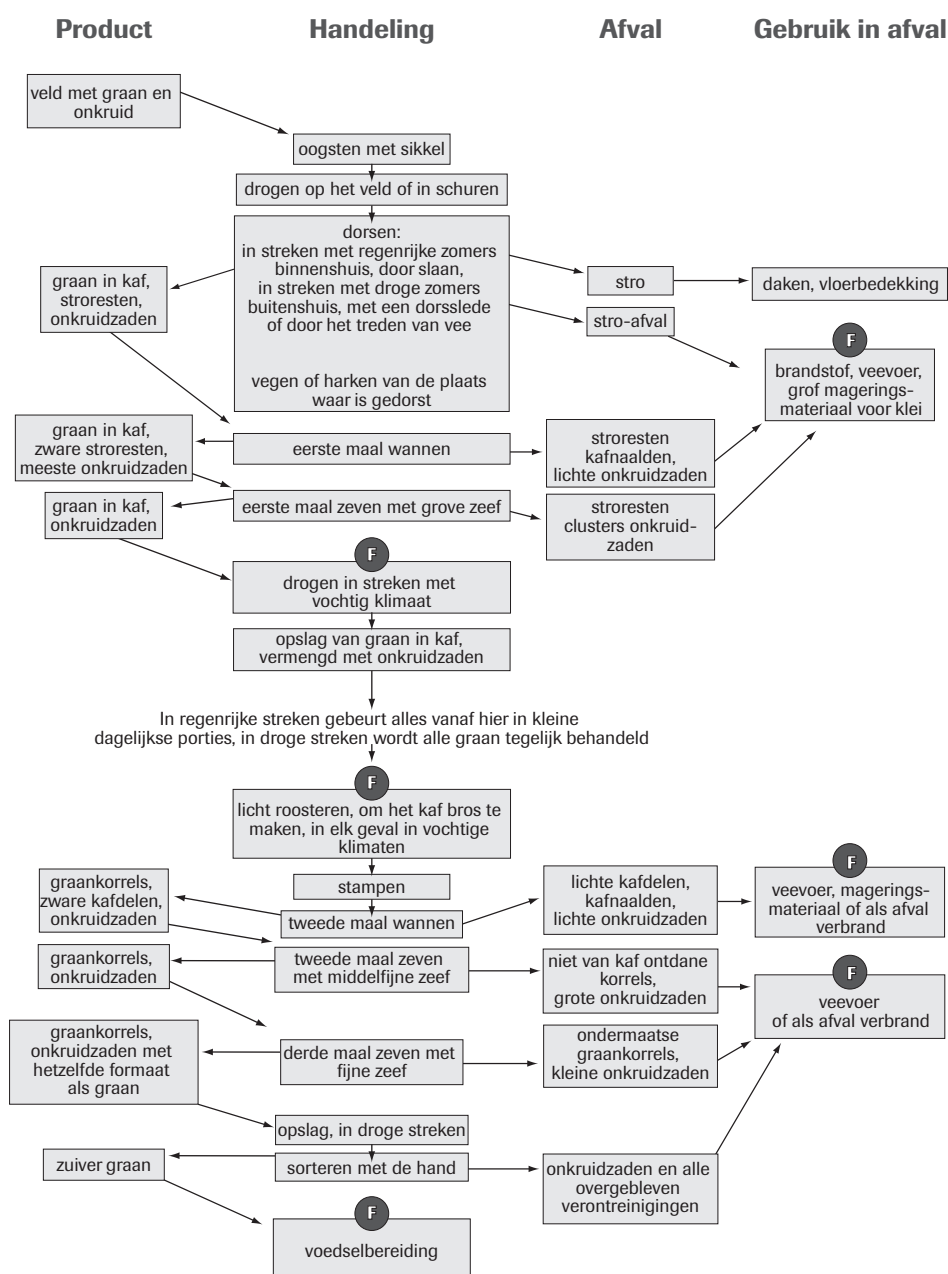 Product
Handeling
Afval
Gebruik in afval
veld met graan en
onkruid
oogsten met sikkel
drogen op het veld of in schuren
dorsen:
in streken met regenrijke zomers
binnenshuis, door slaan,
in streken met droge zomers
buitenshuis, met een dorsslede
of door het treden van vee
vegen of harken van de plaats
waar is gedorst
graan in kaf,
stroresten,
onkruidzaden
stro
daken, vloerbedekking
stro-afval
F
brandstof, veevoer,
grof magerings-
materiaal voor klei
graan in kaf,
zware stroresten,
meeste onkruidzaden
eerste maal wannen
stroresten
kafnaalden,
lichte onkruidzaden
graan in kaf,
onkruidzaden
eerste maal zeven met grove zeef
stroresten
clusters onkruid-
zaden
F
drogen in streken met
vochtig klimaat
opslag van graan in kaf,
vermengd met onkruidzaden
In regenrijke streken gebeurt alles vanaf hier in kleine
dagelijkse porties, in droge streken wordt alle graan tegelijk behandeld
F
licht roosteren, om het kaf bros te
maken, in elk geval in vochtige
klimaten
stampen
graankorrels,
zware kafdelen,
onkruidzaden
tweede maal wannen
lichte kafdelen,
kafnaalden,
lichte onkruidzaden
F
veevoer, magerings-
materiaal of als afval
verbrand
graankorrels,
onkruidzaden
tweede maal zeven
met middelfijne zeef
niet van kaf ontdane
korrels,
grote onkruidzaden
F
veevoer
of als afval verbrand
graankorrels,
onkruidzaden met
hetzelfde formaat
als graan
derde maal zeven met
fijne zeef
ondermaatse
graankorrels,
kleine onkruidzaden
opslag, in droge streken
zuiver graan
sorteren met de hand
onkruidzaden en alle
overgebleven
verontreinigingen
F
voedselbereiding